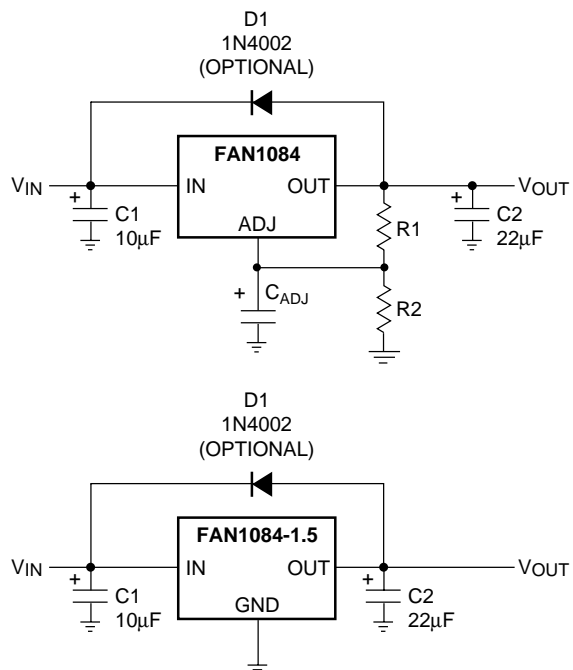 D1
1N4002
(OPTIONAL)
FAN1084
VIN
IN
OUT
VOUT
+
C1
10μF
ADJ
R1
+
C2
22μF
+
CADJ
R2
D1
1N4002
(OPTIONAL)
FAN1084-1.5
VIN
IN
OUT
VOUT
+
C1
10μF
GND
+
C2
22μF